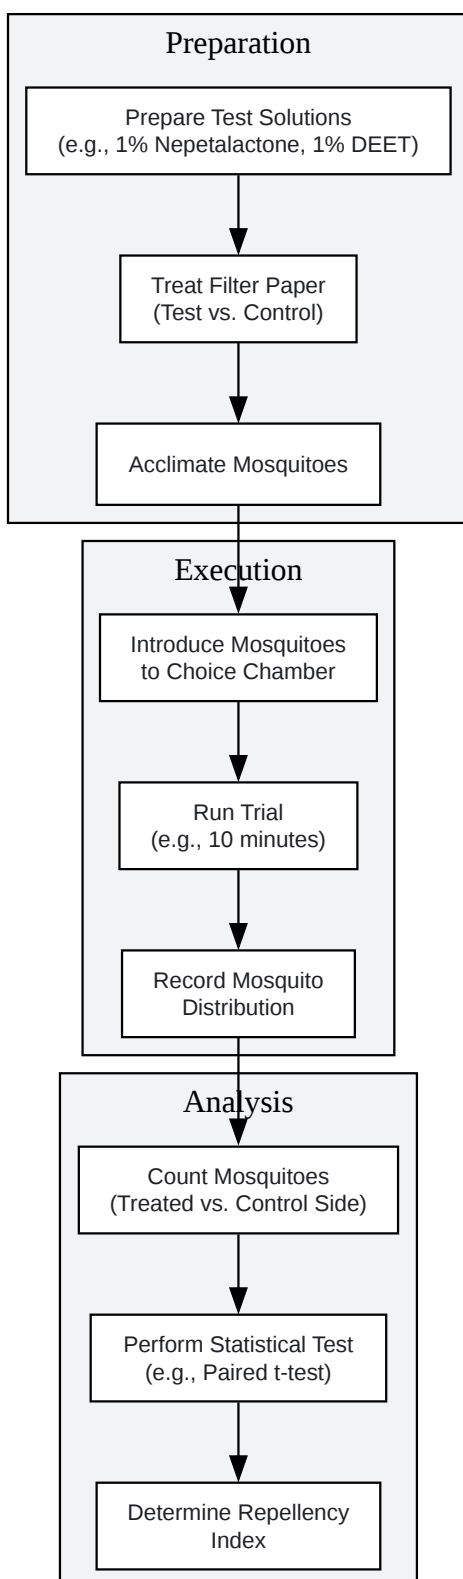 Preparation
Prepare Test Solutions
(e.g., 1% Nepetalactone, 1% DEET)
Treat Filter Paper
(Test vs. Control)
Acclimate Mosquitoes
Execution
Introduce Mosquitoes
to Choice Chamber
Run Trial
(e.g., 10 minutes)
Record Mosquito
Distribution
Analysis
Count Mosquitoes
(Treated vs. Control Side)
Perform Statistical Test
(e.g., Paired t-test)
Determine Repellency
Index